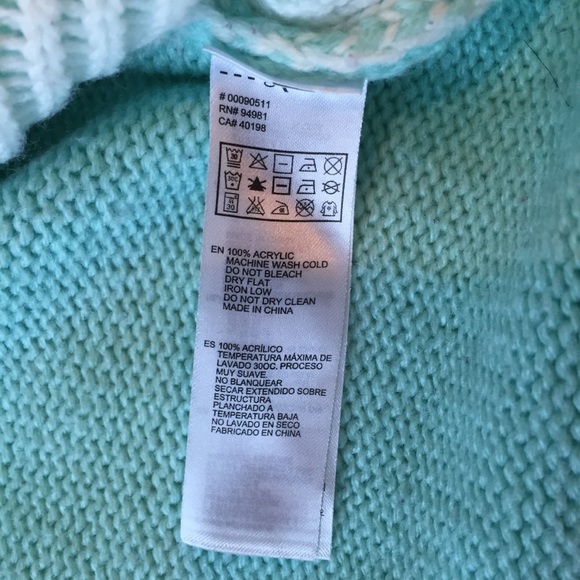 # 00090511
RN# 94981
CA# 40198
EN 100% ACRYLIC
MACHINE WASH COLD
DO NOT BLEACH
DRY FLAT
IRON LOW
DO NOT DRY CLEAN
MADE IN CHINA
ES 100% ACRÍLICO
TEMPERATURA MÁXIMA DE
LAVADO 30OC. PROCESO
MUY SUAVE.
NO BLANQUEAR
SECAR EXTENDIDO SOBRE
ESTRUCTURA
PLANCHADO A
TEMPERATURA BAJA
NO LAVADO EN SECO
FABRICADO EN CHINA